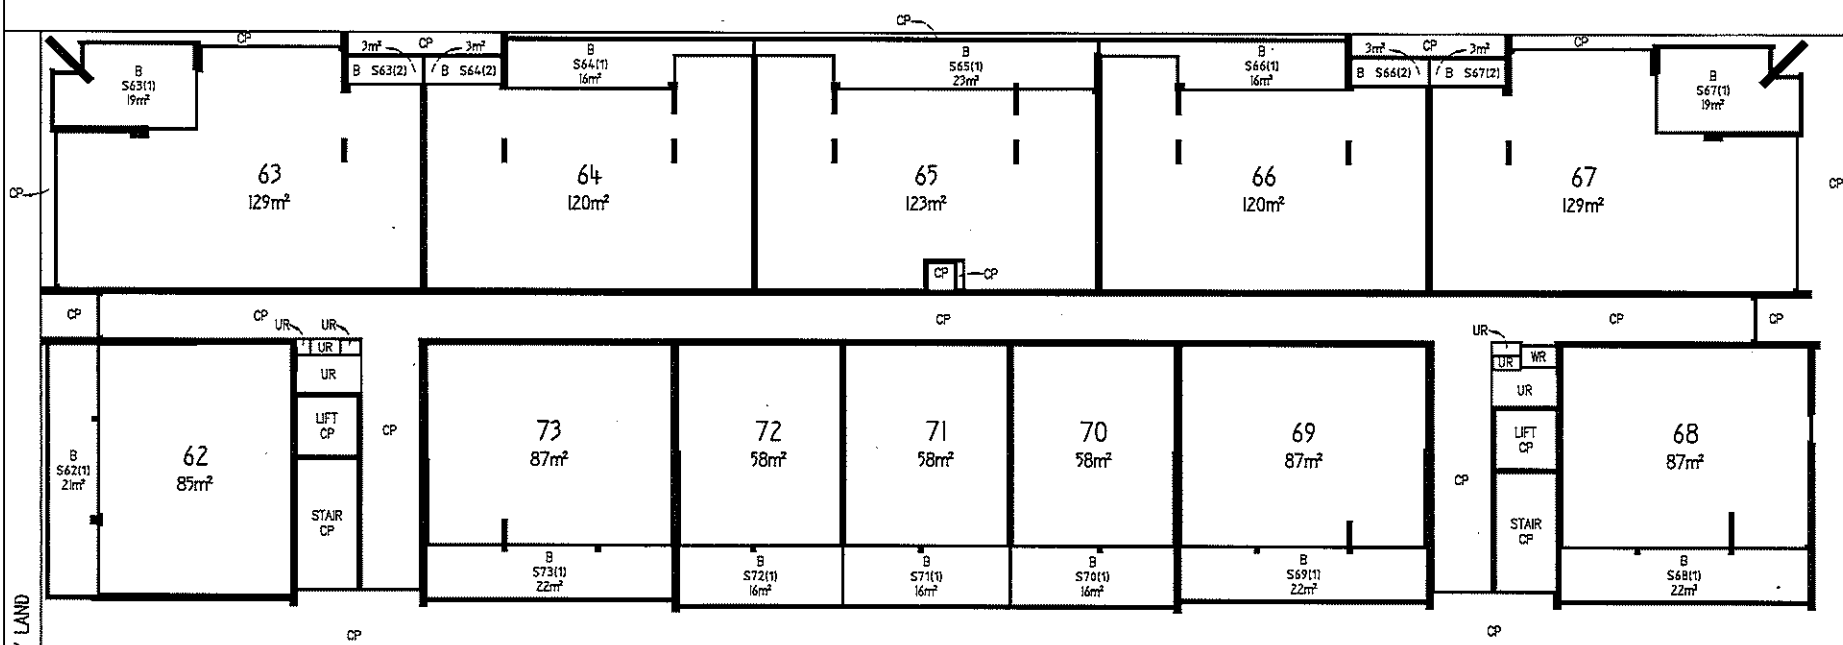 CP
CP
3m²
CP
3m²
B
S63(1)
19m²
B S63(2)
B S64(2)
B
S64(1)
16m²
B
S65(1)
23m²
B
S66(1)
16m²
3m²
CP
3m²
B S66(2)
B S67(2)
CP
B
S67(1)
19m²
CP
63
129m²
64
120m²
65
123m²
66
120m²
67
129m²
CP
CP
CP
CP
CP
UR
UR
CP
CP
CP
UR
UR
UR
WR
UR
UR
LIFT
CP
CP
STAIR
CP
B
S62(1)
21m²
62
85m²
73
87m²
72
58m²
71
58m²
70
58m²
69
87m²
CP
LIFT
CP
STAIR
CP
68
87m²
B
S73(1)
22m²
B
S72(1)
16m²
B
S71(1)
16m²
B
S70(1)
16m²
B
S69(1)
22m²
B
S68(1)
22m²
LAND
CP
CP